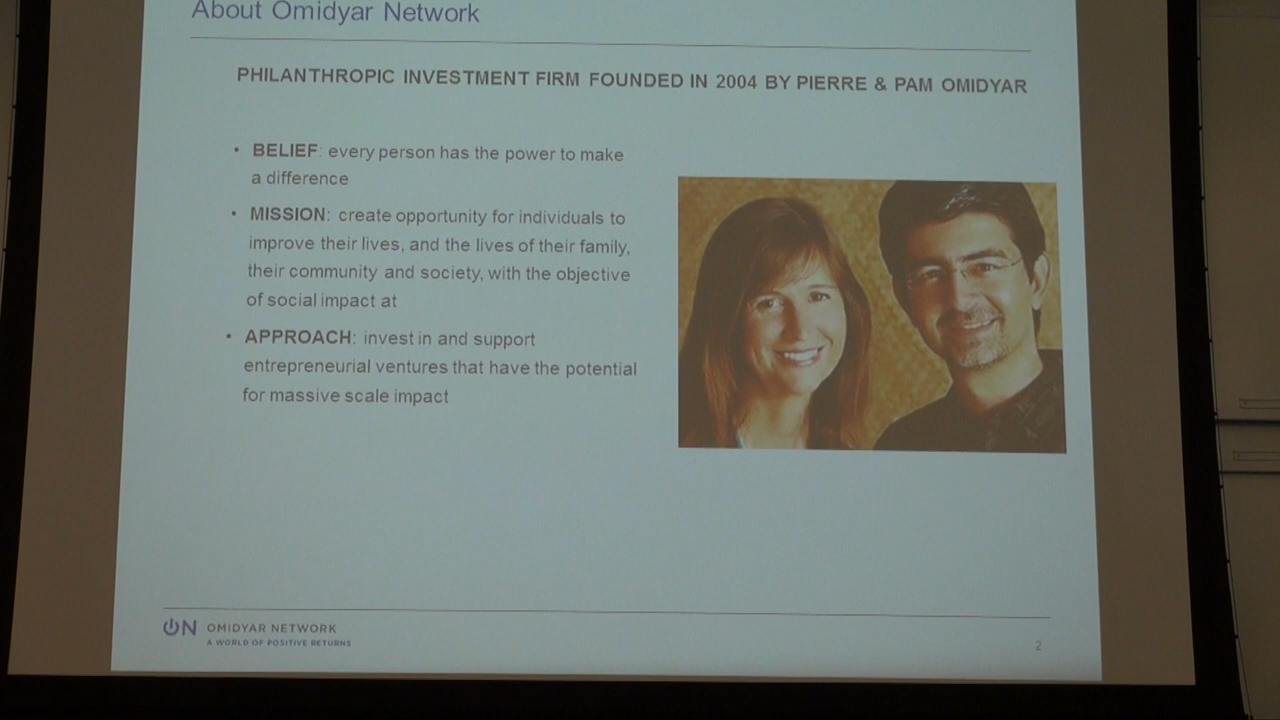 About Omidyar Network
PHILANTHROPIC INVESTMENT FIRM FOUNDED IN 2004 BY PIERRE & PAM OMIDYAR
• BELIEF: every person has the power to make
a difference
• MISSION: create opportunity for individuals to
improve their lives, and the lives of their family,
their community and society, with the objective
of social impact at
• APPROACH: invest in and support
entrepreneurial ventures that have the potential
for massive scale impact
ON OMIDYAR NETWORK
A WORLD OF POSITIVE RETURNS
2